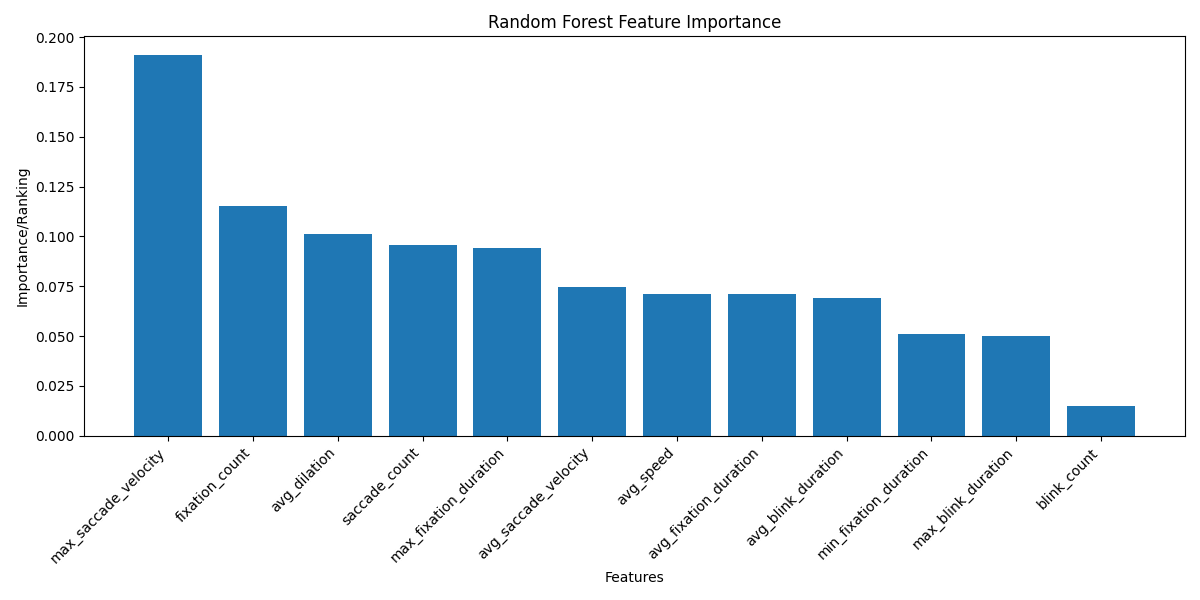 Random Forest Feature Importance
Importance/Ranking
0.200
0.175
0.150
0.125
0.100
0.075
0.050
0.025
0.000
max_saccade_velocity
fixation_count
avg_dilation
saccade_count
max_fixation_duration
avg_saccade_velocity
avg_speed
avg_fixation_duration
avg_blink_duration
min_fixation_duration
max_blink_duration
blink_count
Features